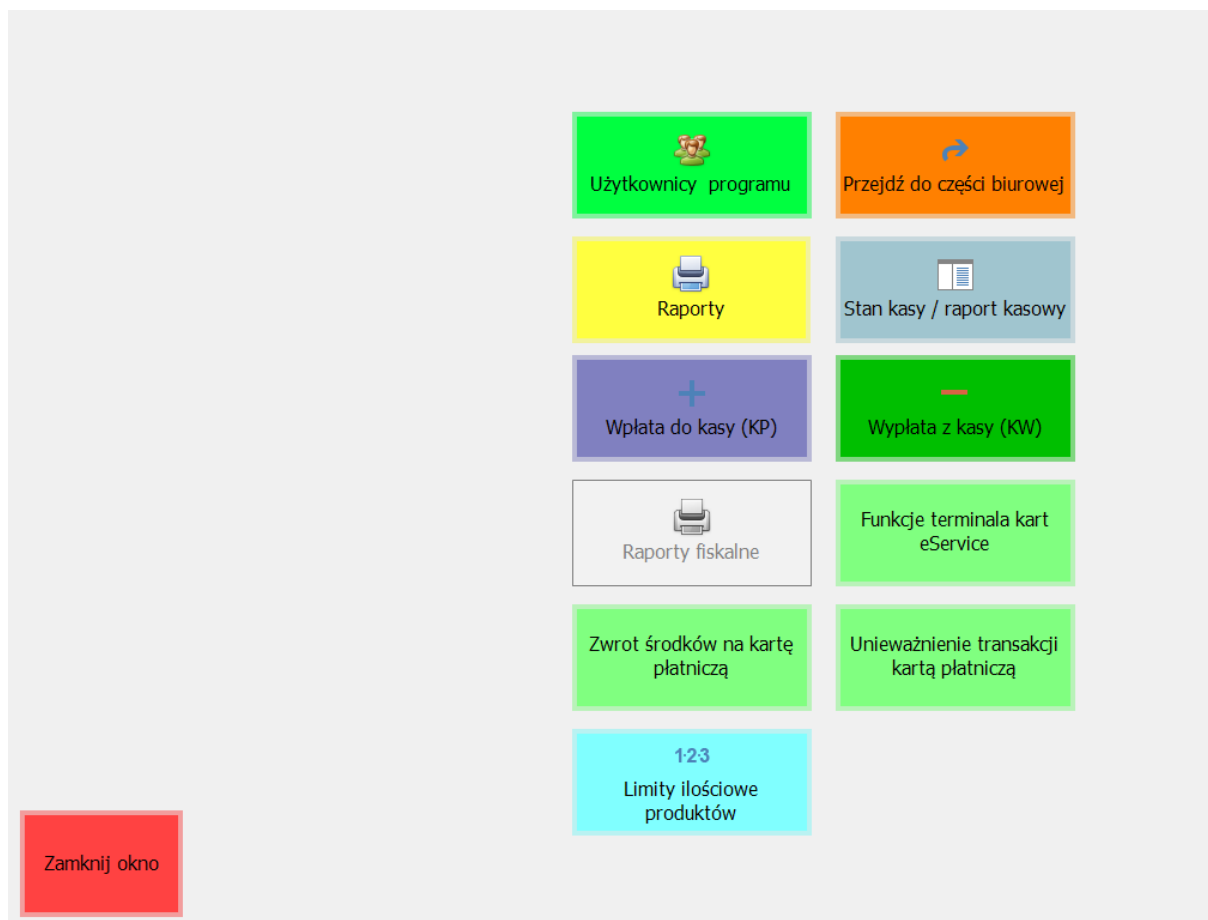 Użytkownicy  programu
Przejdź do części biurowej
Raporty
Stan kasy / raport kasowy
Wpłata do kasy (KP)
Wypłata z kasy (KW)
Raporty fiskalne
Funkcje terminala kart
eService
Zwrot środków na kartę
płatniczą
Unieważnienie transakcji
kartą płatniczą
1·2·3
Limity ilościowe
produktów
Zamknij okno